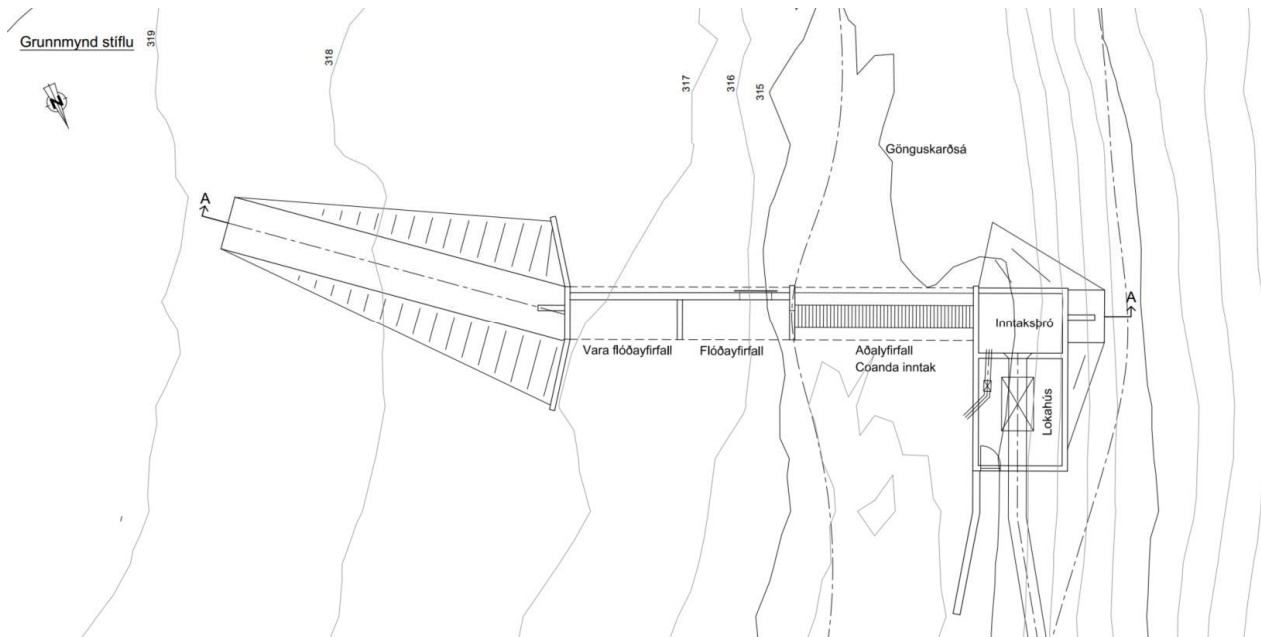 Grunnmynd stíflu
319
318
317
316
315
N
Gönguskarðsá
A
A
Inntaksþró
Vara flóðayfirfall
Flóðayfirfall
Aðalyfirfall
Coanda inntak
Lokahús